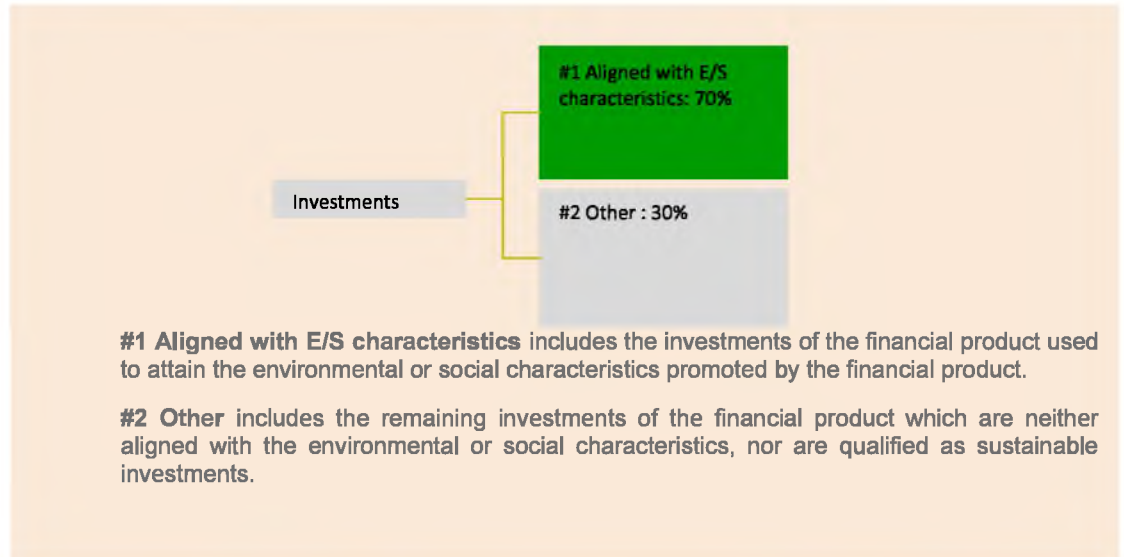 #1 Aligned with E/S
characteristics: 70%
Investments
#2 Other : 30%
#1 Aligned with E/S characteristics includes the investments of the financial product used
to attain the environmental or social characteristics promoted by the financial product.
#2 Other includes the remaining investments of the financial product which are neither
aligned with the environmental or social characteristics, nor are qualified as sustainable
investments.